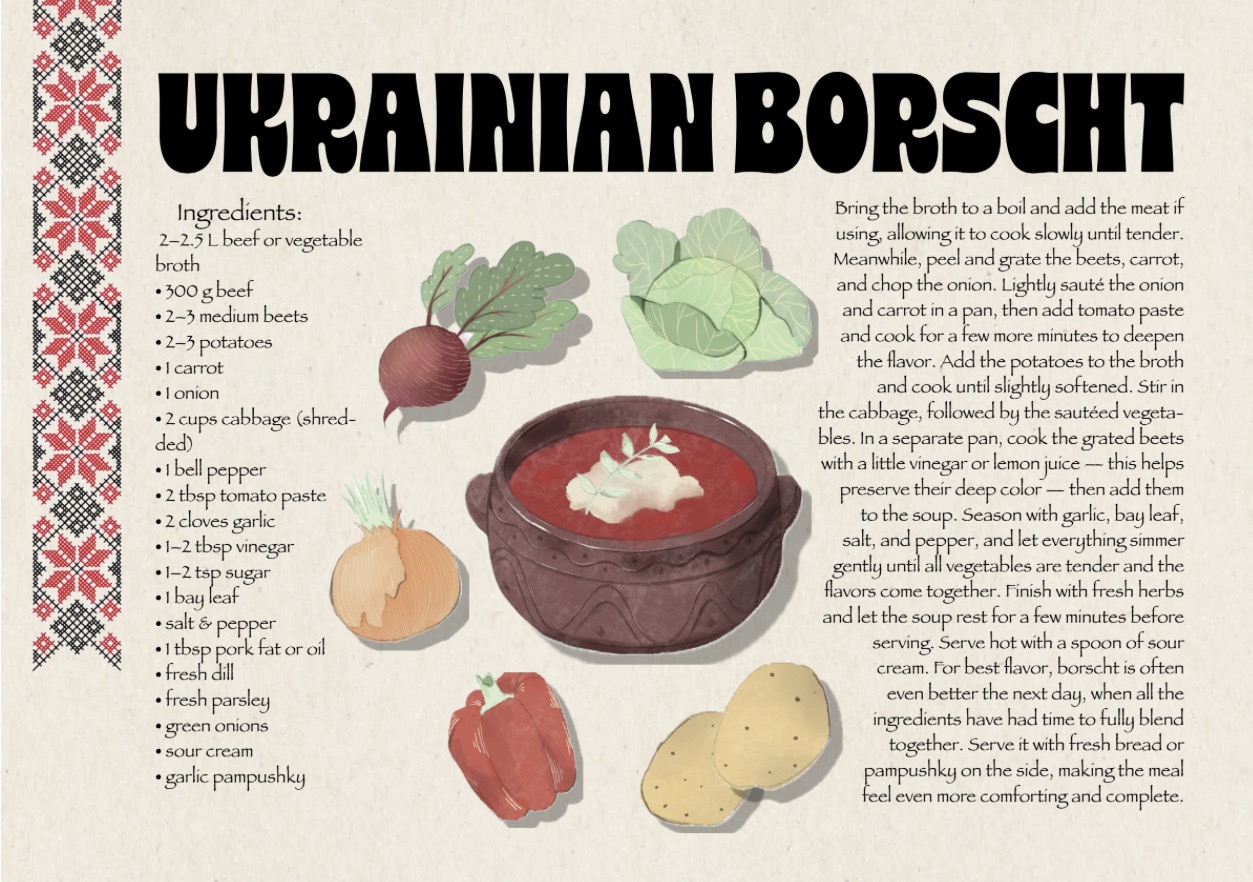 UKRAINIAN BORSCHT
Ingredients:
2–2.5 L beef or vegetable
broth
• 300 g beef
• 2–3 medium beets
• 2–3 potatoes
• 1 carrot
• 1 onion
• 2 cups cabbage (shred-
ded)
• 1 bell pepper
• 2 tbsp tomato paste
• 2 cloves garlic
• 1–2 tbsp vinegar
• 1–2 tsp sugar
• 1 bay leaf
• salt & pepper
• 1 tbsp pork fat or oil
• fresh dill
• fresh parsley
• green onions
• sour cream
• garlic pampushky
Bring the broth to a boil and add the meat if
using, allowing it to cook slowly until tender.
Meanwhile, peel and grate the beets, carrot,
and chop the onion. Lightly sauté the onion
and carrot in a pan, then add tomato paste
and cook for a few more minutes to deepen
the flavor. Add the potatoes to the broth
and cook until slightly softened. Stir in
the cabbage, followed by the sautéed vegeta-
bles. In a separate pan, cook the grated beets
with a little vinegar or lemon juice — this helps
preserve their deep color — then add them
to the soup. Season with garlic, bay leaf,
salt, and pepper, and let everything simmer
gently until all vegetables are tender and the
flavors come together. Finish with fresh herbs
and let the soup rest for a few minutes before
serving. Serve hot with a spoon of sour
cream. For best flavor, borscht is often
even better the next day, when all the
ingredients have had time to fully blend
together. Serve it with fresh bread or
pampushky on the side, making the meal
feel even more comforting and complete.